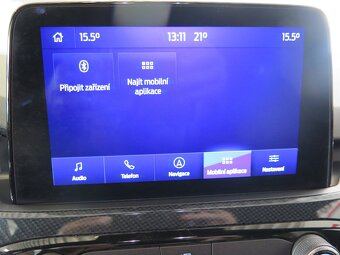 15.5° 13:11 21° 15.5°
Připojit zařízení
Najít mobilní
aplikace
Audio Telefon Navigace Mobilní aplikace Nastavení